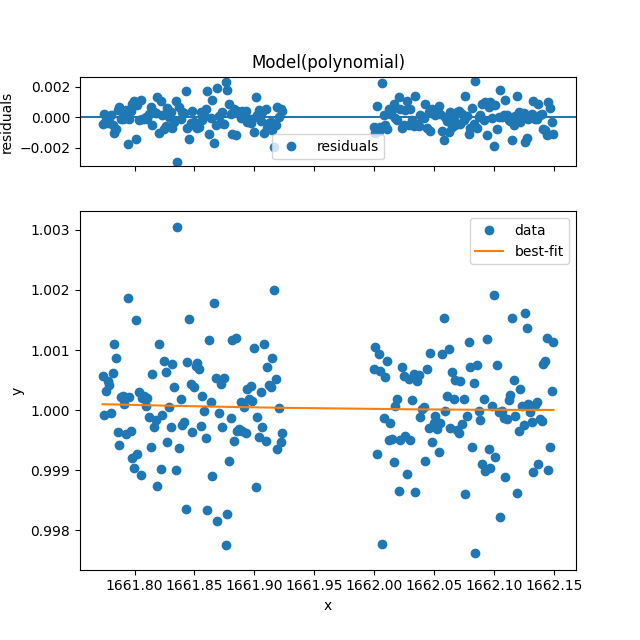 Model(polynomial)
residuals
0.002
0.000
−0.002
residuals
y
1.003
1.002
1.001
1.000
0.999
0.998
data
best-fit
1661.80 1661.85 1661.90 1661.95 1662.00 1662.05 1662.10 1662.15
x